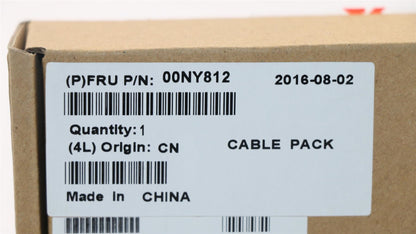 (P)FRU P/N: 00NY812 2016-08-02
Quantity: 1
(4L) Origin: CN CABLE PACK
Made in CHINA